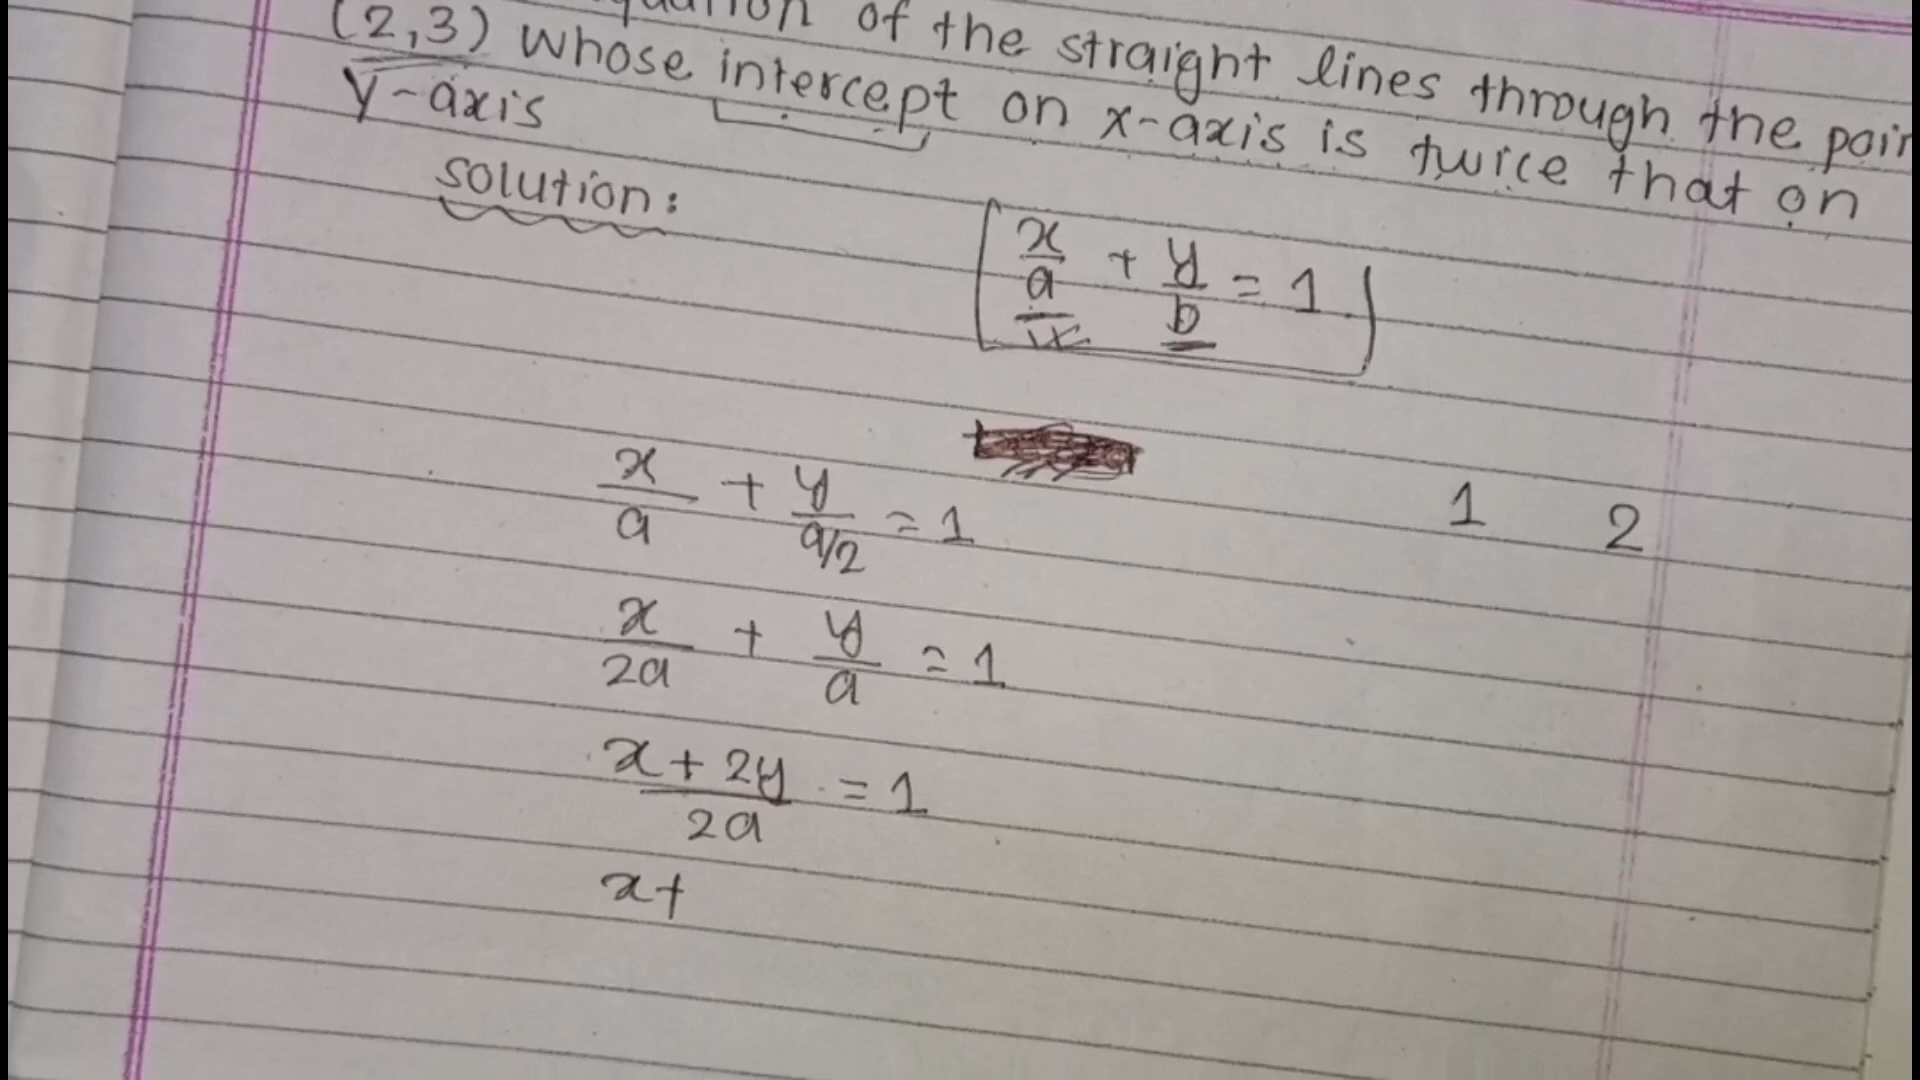 of the straight lines through the
(2,3) whose intercept on x-axis is twice that on
Y-axis
solution:
x/a + y/b = 1
x/a + y/(a/2) = 1
1 2
x/2a + y/a = 1
(x + 2y)/2a = 1
x+